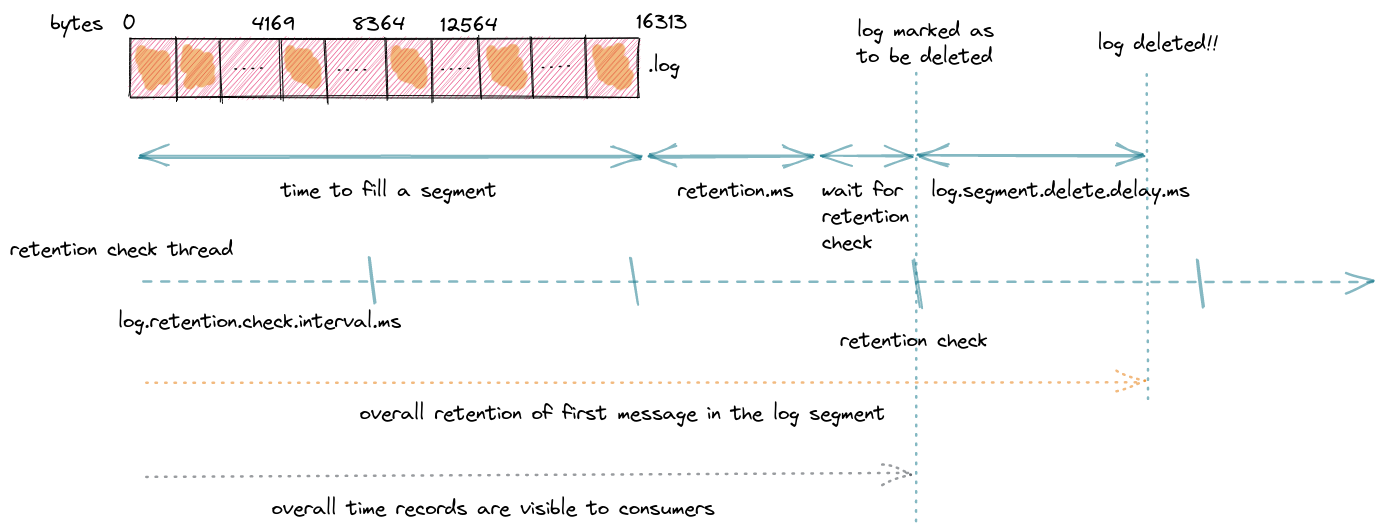 bytes 0 4169 8364 12564 16313
.log
log marked as
to be deleted
log deleted!!
time to fill a segment
retention.ms
wait for
retention
check
log.segment.delete.delay.ms
retention check thread
log.retention.check.interval.ms
retention check
overall retention of first message in the log segment
overall time records are visible to consumers